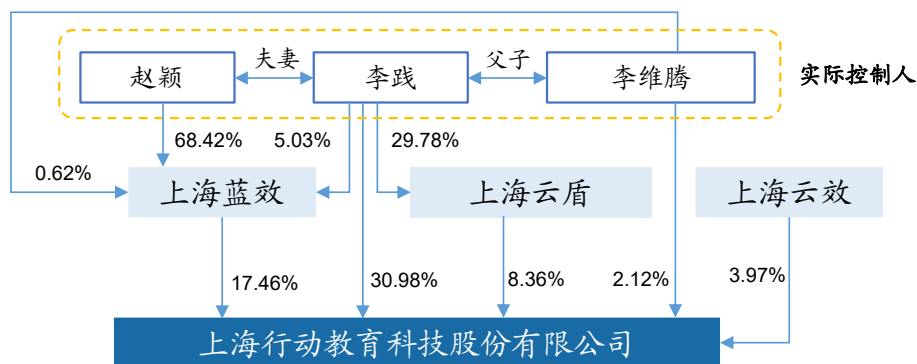 夫妻
父子
赵颖
李践
李维腾
实际控制人
68.42%
5.03%
29.78%
0.62%
上海蓝效
上海云盾
上海云效
17.46%
30.98%
8.36%
2.12%
3.97%
上海行动教育科技股份有限公司